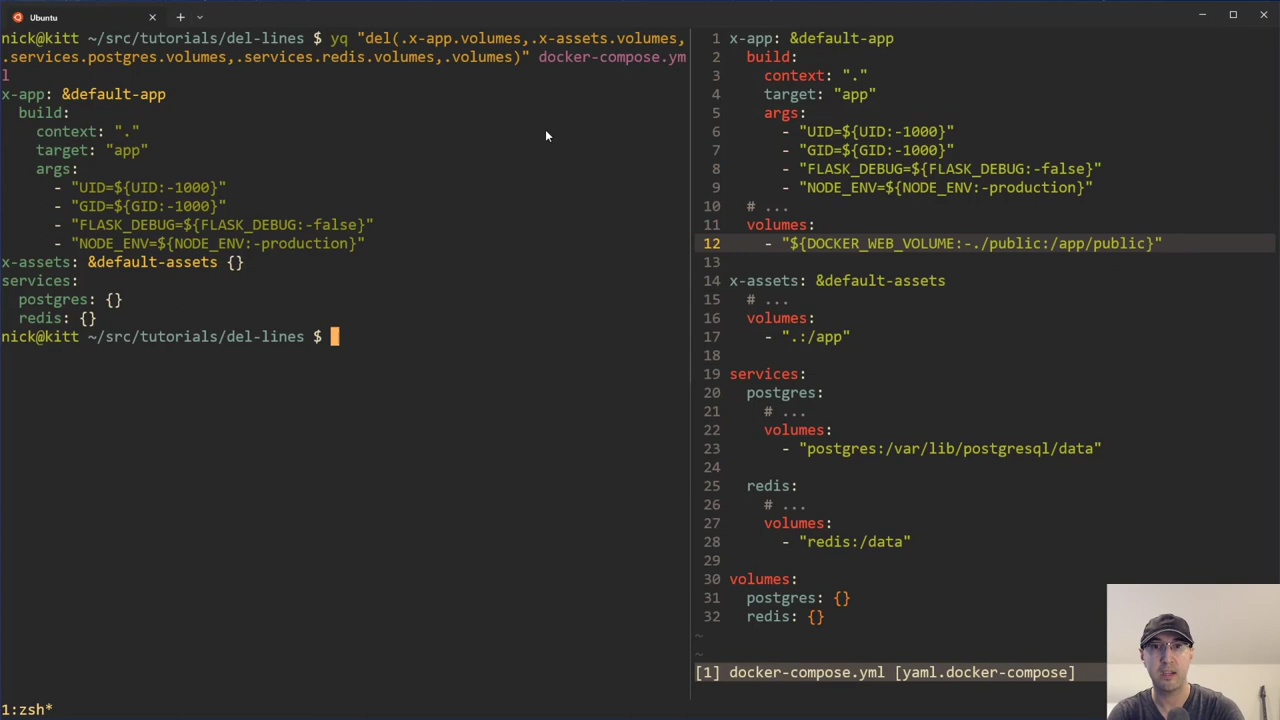 Ubuntu
nick@kitt ~/src/tutorials/del-lines $ yq "del(.x-app.volumes,.x-assets.volumes,
.services.postgres.volumes,.services.redis.volumes,.volumes)" docker-compose.ym
l
x-app: &default-app
  build:
    context: "."
    target: "app"
    args:
      - "UID=${UID:-1000}"
      - "GID=${GID:-1000}"
      - "FLASK_DEBUG=${FLASK_DEBUG:-false}"
      - "NODE_ENV=${NODE_ENV:-production}"
x-assets: &default-assets {}
services:
  postgres: {}
  redis: {}
nick@kitt ~/src/tutorials/del-lines $
1 x-app: &default-app
2   build:
3     context: "."
4     target: "app"
5     args:
6       - "UID=${UID:-1000}"
7       - "GID=${GID:-1000}"
8       - "FLASK_DEBUG=${FLASK_DEBUG:-false}"
9       - "NODE_ENV=${NODE_ENV:-production}"
10   # ...
11   volumes:
12     - "${DOCKER_WEB_VOLUME:-./public:/app/public}"
13
14 x-assets: &default-assets
15   # ...
16   volumes:
17     - ".:/app"
18
19 services:
20   postgres:
21     # ...
22     volumes:
23       - "postgres:/var/lib/postgresql/data"
24
25   redis:
26     # ...
27     volumes:
28       - "redis:/data"
29
30 volumes:
31   postgres: {}
32   redis: {}
~
~
[1] docker-compose.yml [yaml.docker-compose]
1:zsh*